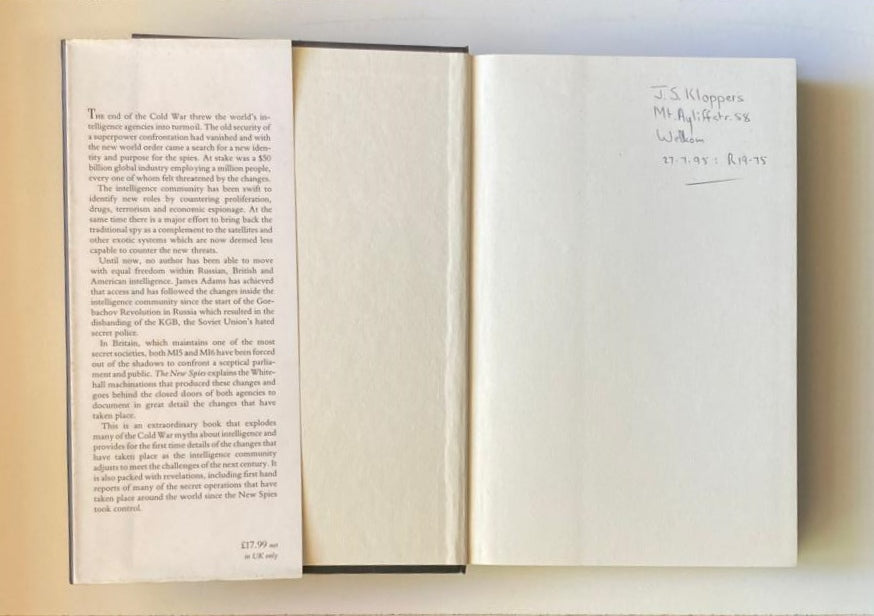 THE end of the Cold War threw the world's in-
telligence agencies into turmoil. The old security of
a superpower confrontation had vanished and with
the new world order came a search for a new iden-
tity and purpose for the spies. At stake was a $50
billion global industry employing a million people,
every one of whom felt threatened by the changes.
The intelligence community has been swift to
identify new roles by countering proliferation,
drugs, terrorism and economic espionage. At the
same time there is a major effort to bring back the
traditional spy as a complement to the satellites and
other exotic systems which are now deemed less
capable to counter the new threats.
Until now, no author has been able to move
with equal freedom within Russian, British and
American intelligence. James Adams has achieved
that access and has followed the changes inside the
intelligence community since the start of the Gor-
bachov Revolution in Russia which resulted in the
disbanding of the KGB, the Soviet Union's hated
secret police.
In Britain, which maintains one of the most
secret societies, both MI5 and MI6 have been forced
out of the shadows to confront a sceptical parlia-
ment and public. The New Spies explains the White-
hall machinations that produced these changes and
goes behind the closed doors of both agencies to
document in great detail the changes that have
taken place.
This is an extraordinary book that explodes
many of the Cold War myths about intelligence and
provides for the first time details of the changes that
have taken place as the intelligence community
adjusts to meet the challenges of the next century. It
is also packed with revelations, including first hand
reports of many of the secret operations that have
taken place around the world since the New Spies
took control.
£17.99 net
in UK only
J.S. Kloppers
Mt. Ayliffstr. 58
Welkom
27.7.95 : R19-75